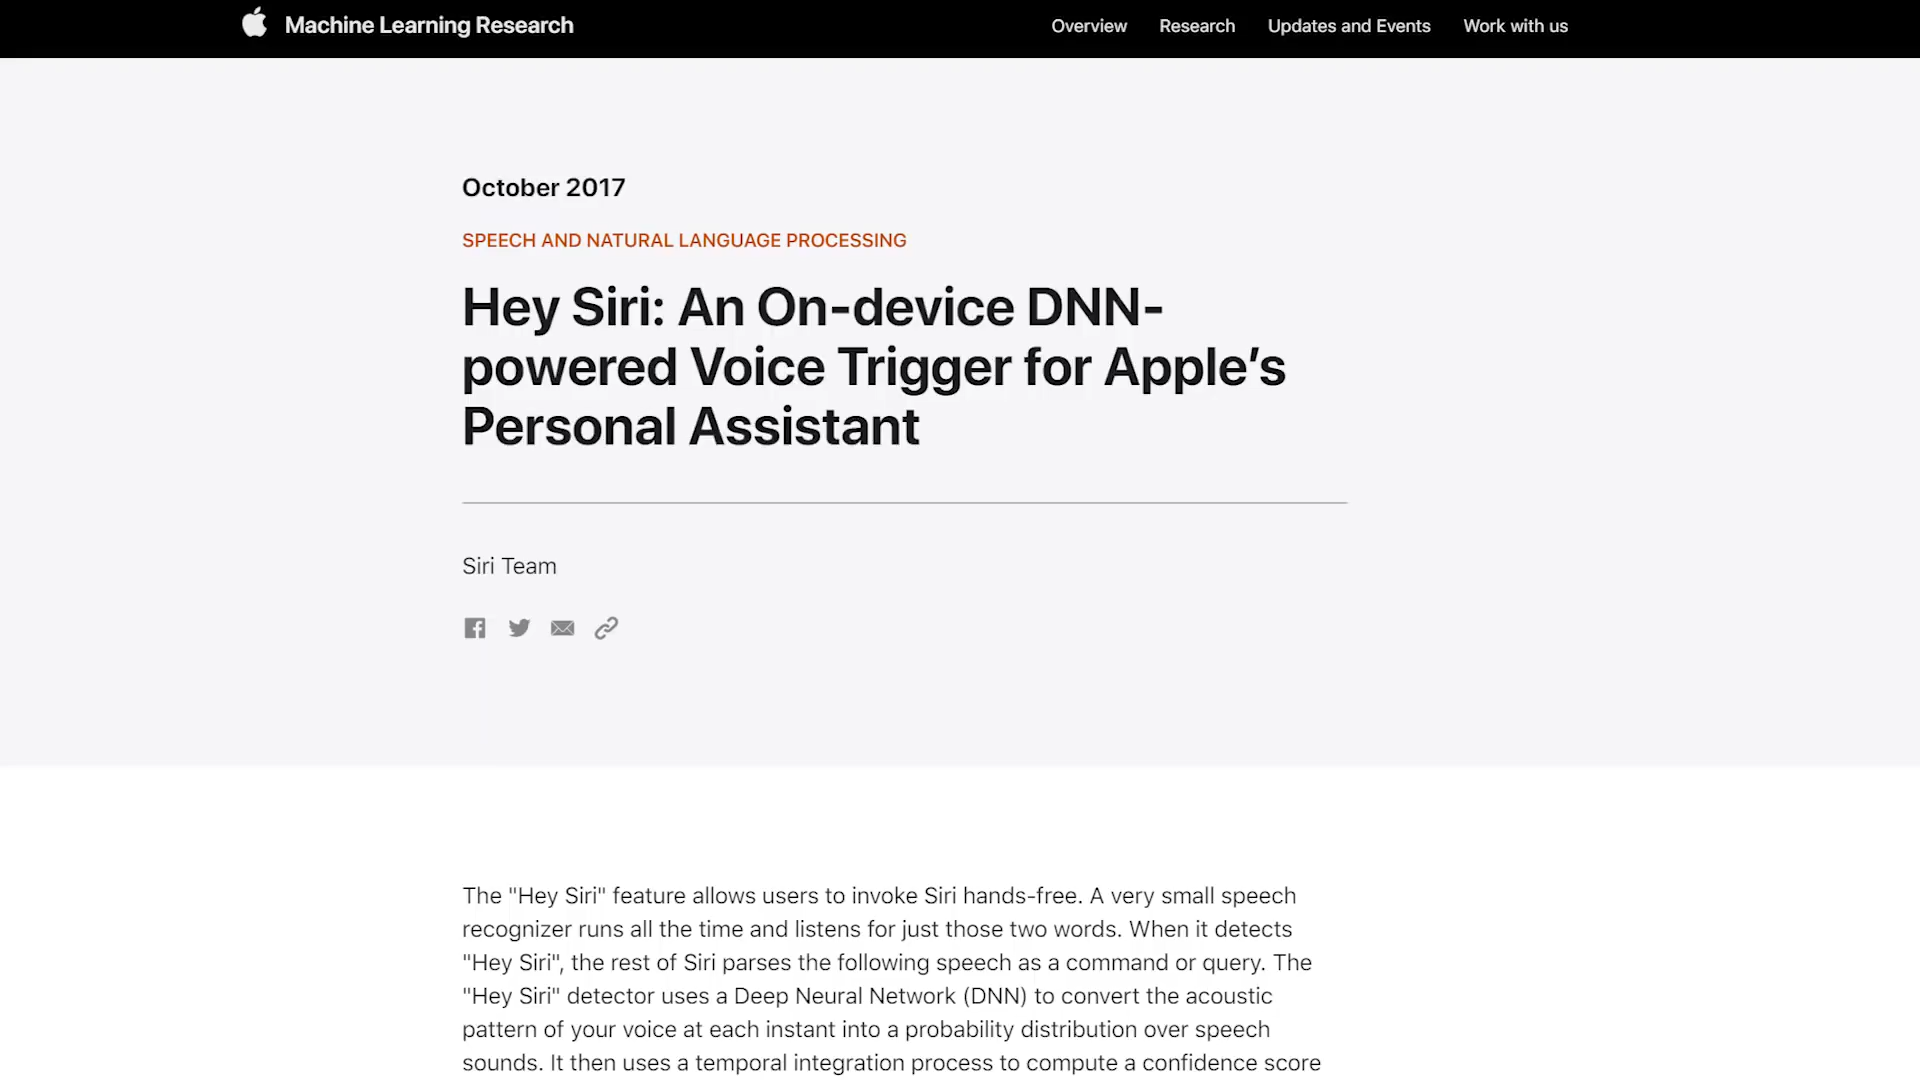 Machine Learning Research
Overview
Research
Updates and Events
Work with us
October 2017
SPEECH AND NATURAL LANGUAGE PROCESSING
Hey Siri: An On-device DNN-
powered Voice Trigger for Apple’s
Personal Assistant
Siri Team
The "Hey Siri" feature allows users to invoke Siri hands-free. A very small speech
recognizer runs all the time and listens for just those two words. When it detects
"Hey Siri", the rest of Siri parses the following speech as a command or query. The
"Hey Siri" detector uses a Deep Neural Network (DNN) to convert the acoustic
pattern of your voice at each instant into a probability distribution over speech
sounds. It then uses a temporal integration process to compute a confidence score